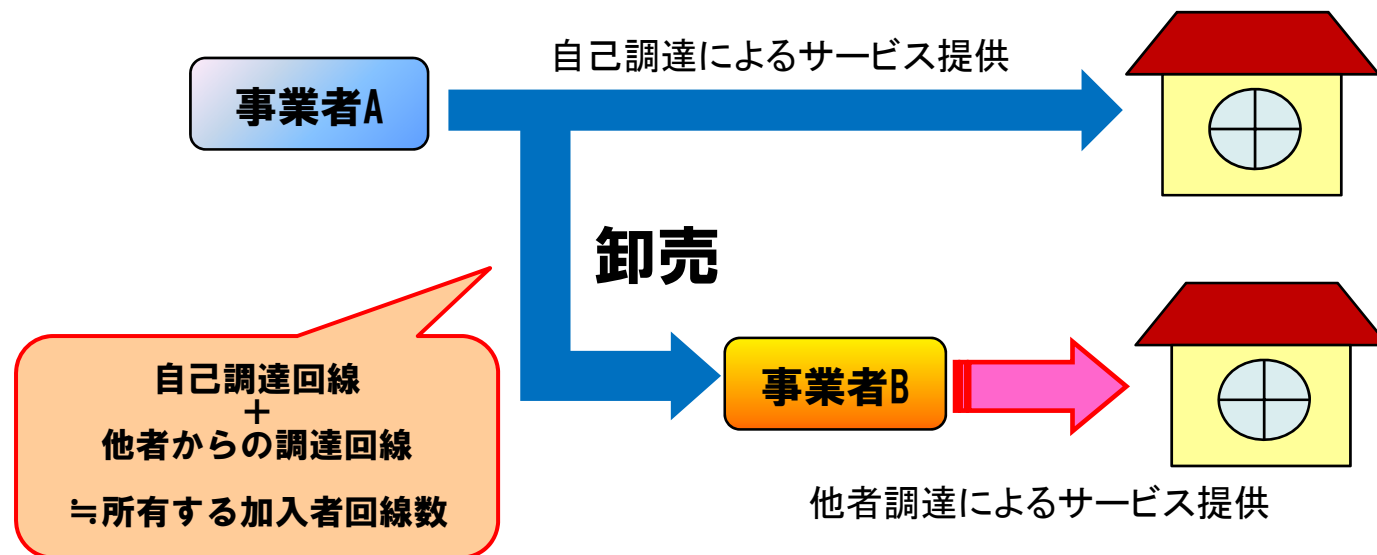 自己調達によるサービス提供
事業者A
卸売
自己調達回線
+
他者からの調達回線
≒所有する加入者回線数
事業者B
他者調達によるサービス提供